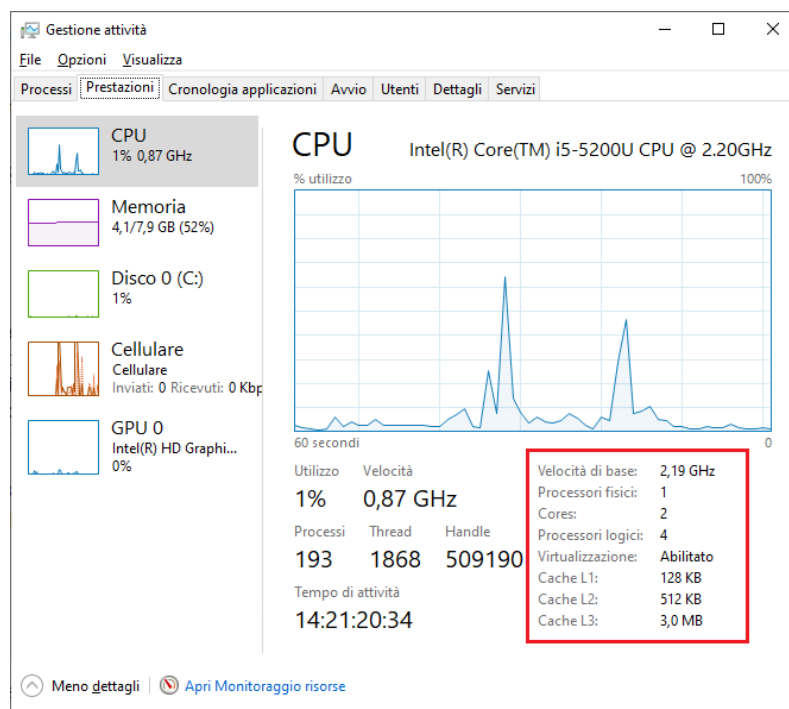 Gestione attività
File Opzioni Visualizza
Processi Prestazioni Cronologia applicazioni Avvio Utenti Dettagli Servizi
CPU
1% 0,87 GHz
Memoria
4,1/7,9 GB (52%)
Disco 0 (C:)
1%
Cellulare
Cellulare
Inviati: 0 Ricevuti: 0 Kbp
GPU 0
Intel(R) HD Graphi...
0%
CPU Intel(R) Core(TM) i5-5200U CPU @ 2.20GHz
% utilizzo 100%
60 secondi 0
Utilizzo Velocità
1% 0,87 GHz
Processi Thread Handle
193 1868 509190
Tempo di attività
14:21:20:34
Velocità di base: 2,19 GHz
Processori fisici: 1
Cores: 2
Processori logici: 4
Virtualizzazione: Abilitato
Cache L1: 128 KB
Cache L2: 512 KB
Cache L3: 3,0 MB
Meno dettagli Apri Monitoraggio risorse